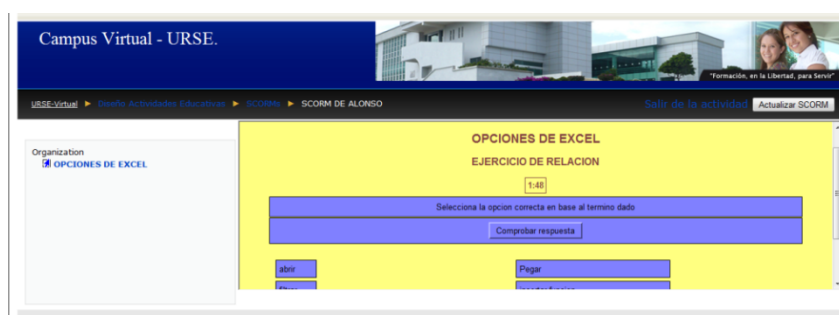 Campus Virtual - URSE.
"Formación, en la Libertad, para Servir"
URSE-Virtual ► Diseño Actividades Educativas ► SCORMs ► SCORM DE ALONSO
Salir de la actividad Actualizar SCORM
Organization
OPCIONES DE EXCEL
OPCIONES DE EXCEL
EJERCICIO DE RELACION
1:48
Selecciona la opcion correcta en base al termino dado
Comprobar respuesta
abrir Pegar